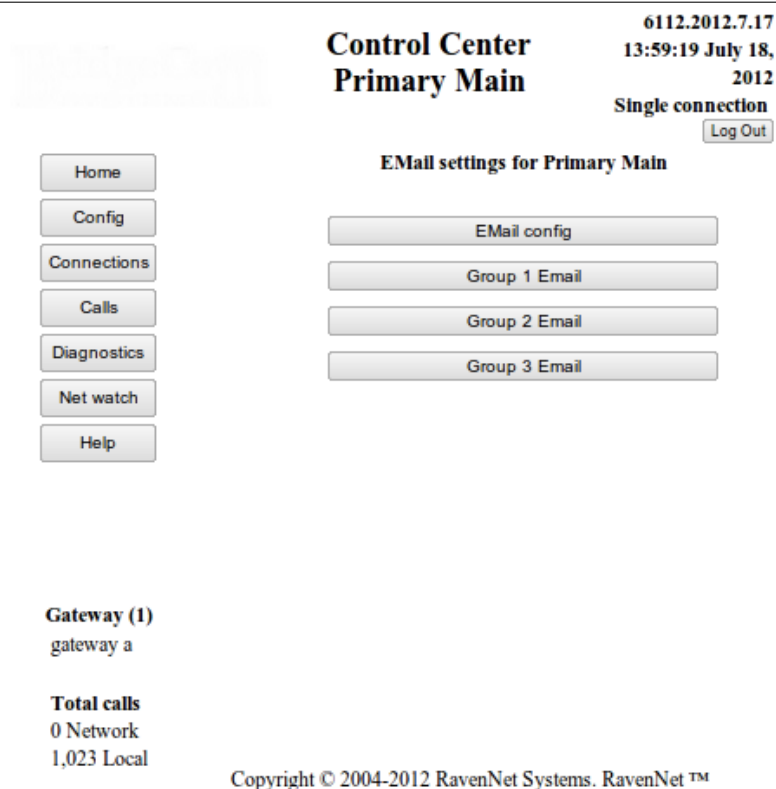 Control Center
Primary Main
6112.2012.7.17
13:59:19 July 18,
2012
Single connection
Log Out
Home
Config
Connections
Calls
Diagnostics
Net watch
Help
EMail settings for Primary Main
EMail config
Group 1 Email
Group 2 Email
Group 3 Email
Gateway (1)
gateway a
Total calls
0 Network
1,023 Local
Copyright © 2004-2012 RavenNet Systems. RavenNet ™